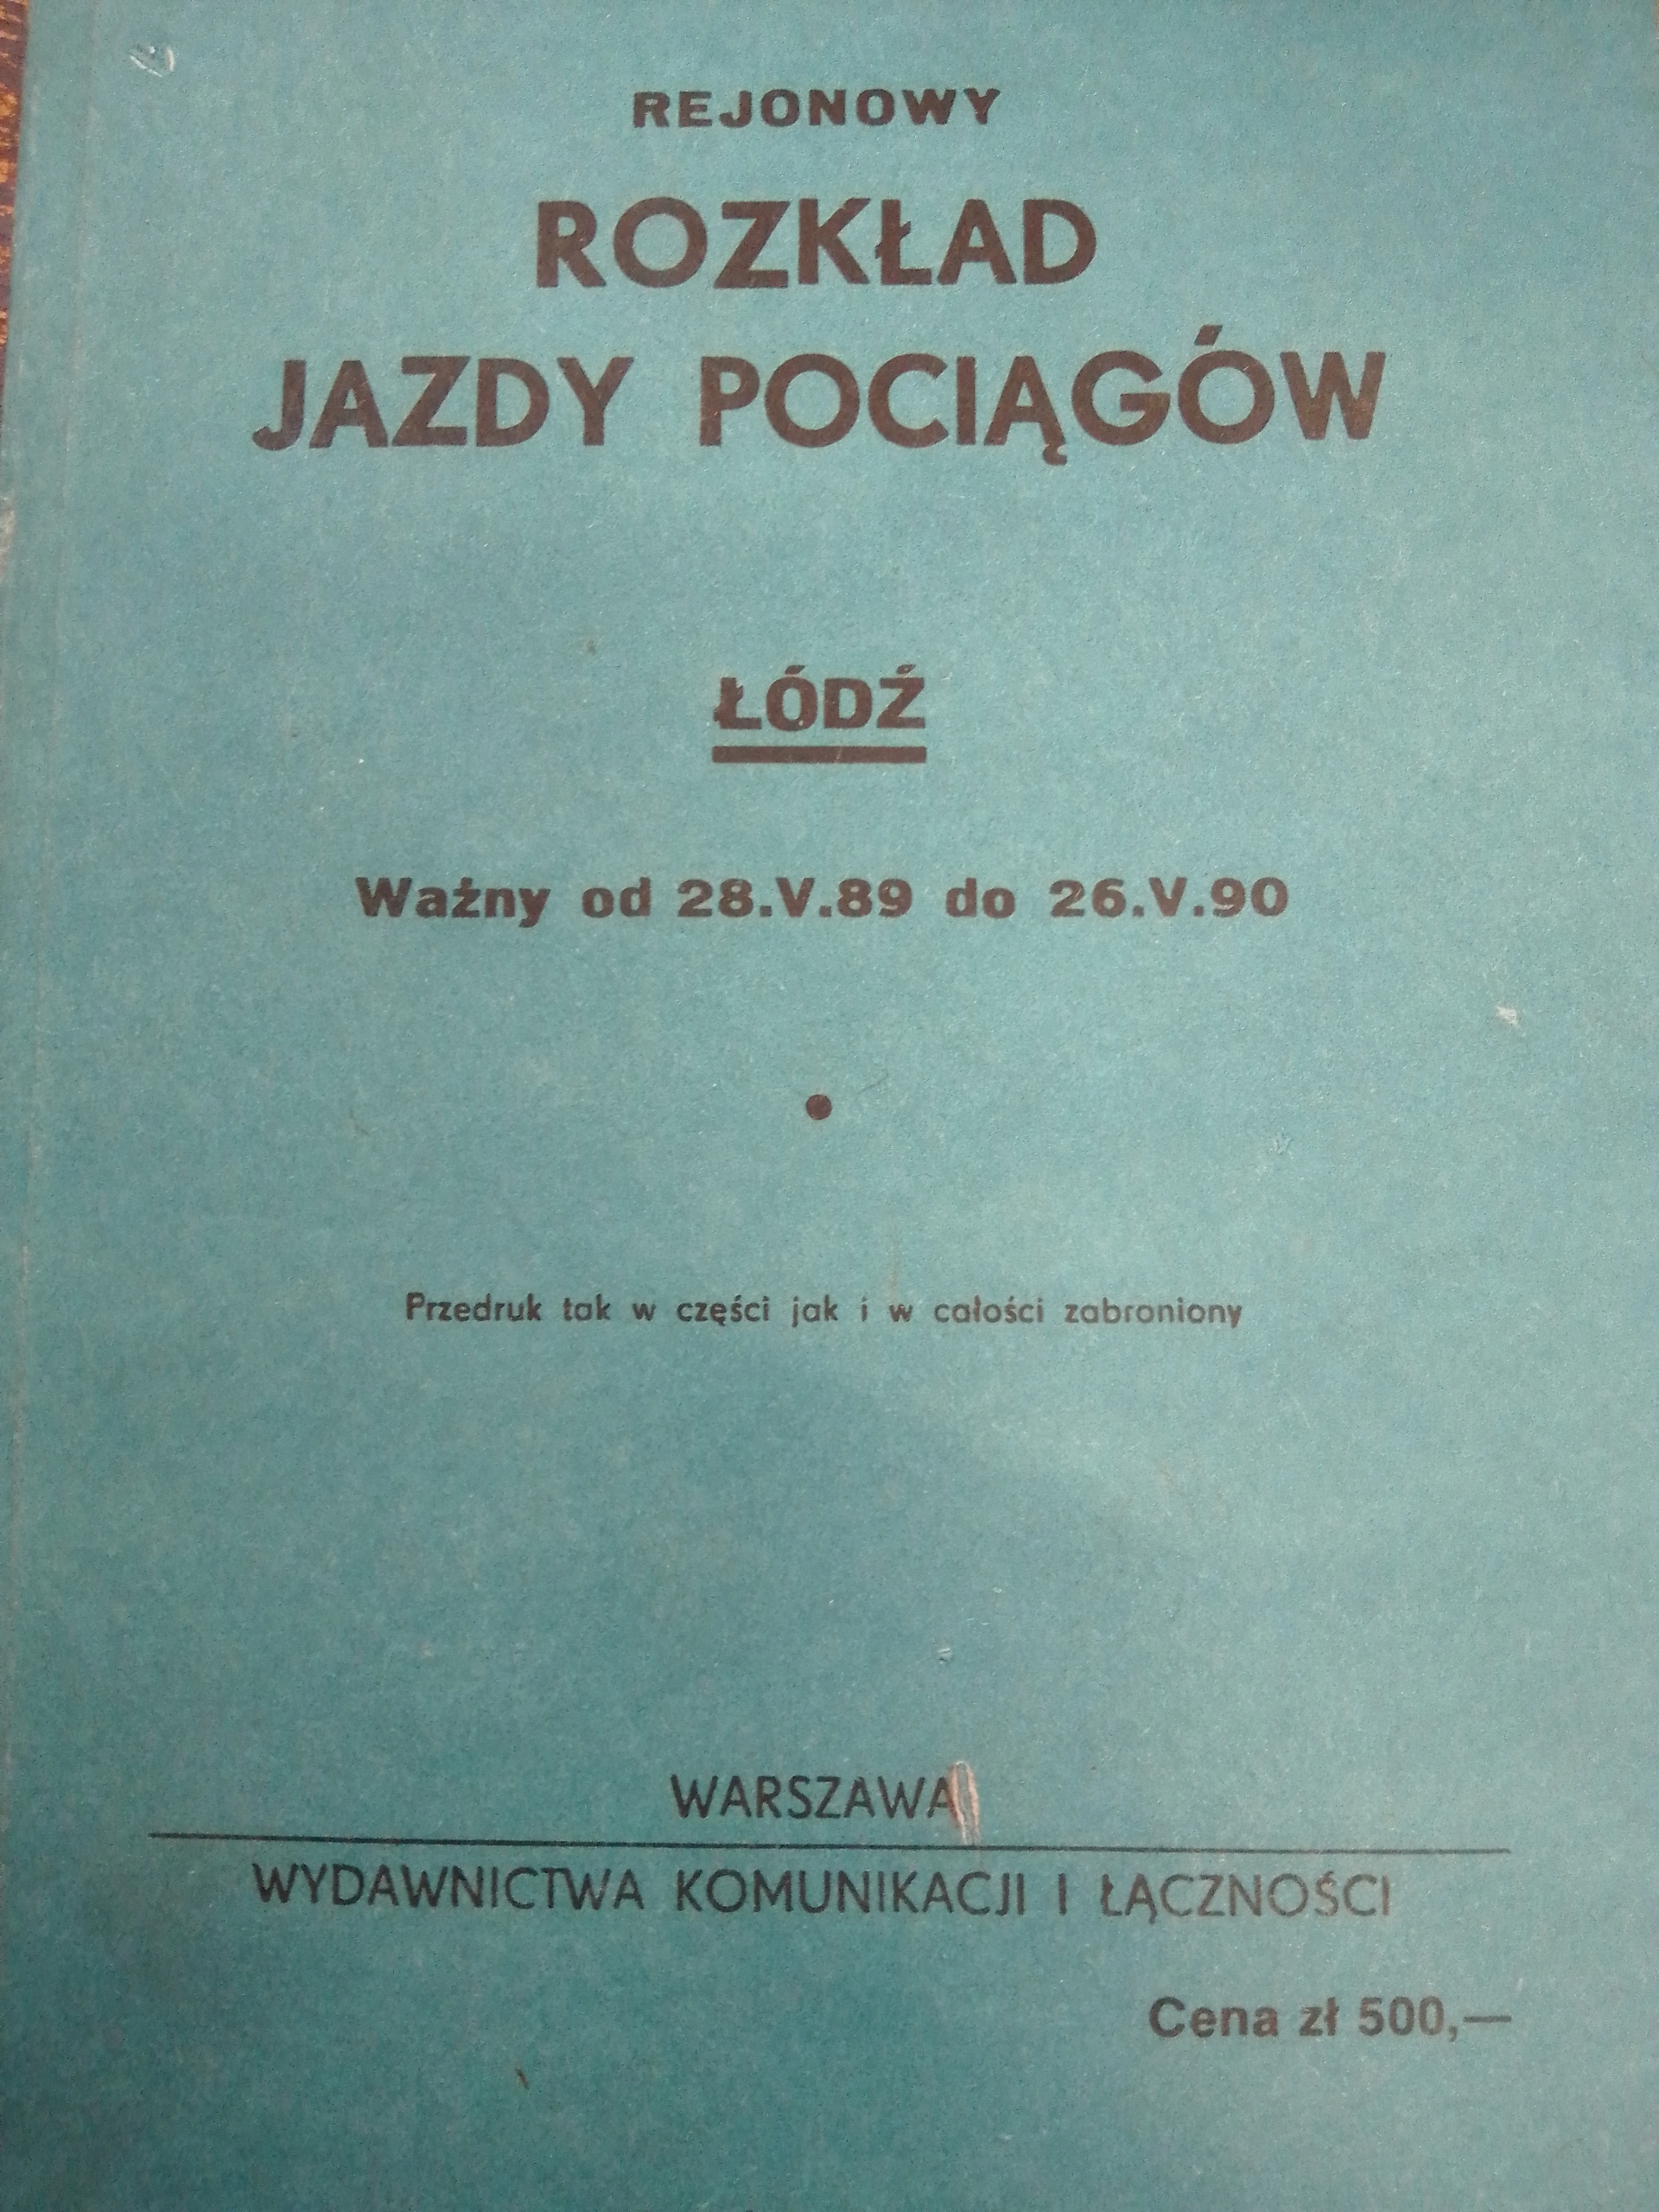 REJONOWY
ROZKŁAD
JAZDY POCIĄGÓW
ŁÓDŹ
Ważny od 28.V.89 do 26.V.90
Przedruk tak w części jak i w całości zabroniony
WARSZAWA
WYDAWNICTWA KOMUNIKACJI I ŁĄCZNOŚCI
Cena zł 500,—